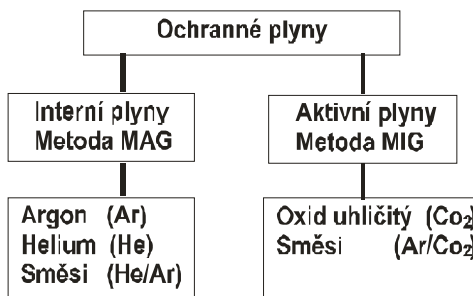 Ochranné plyny
Interní plyny
Metoda MAG
Aktivní plyny
Metoda MIG
Argon (Ar)
Helium (He)
Směsi (He/Ar)
Oxid uhličitý (Co₂)
Směsi (Ar/Co₂)